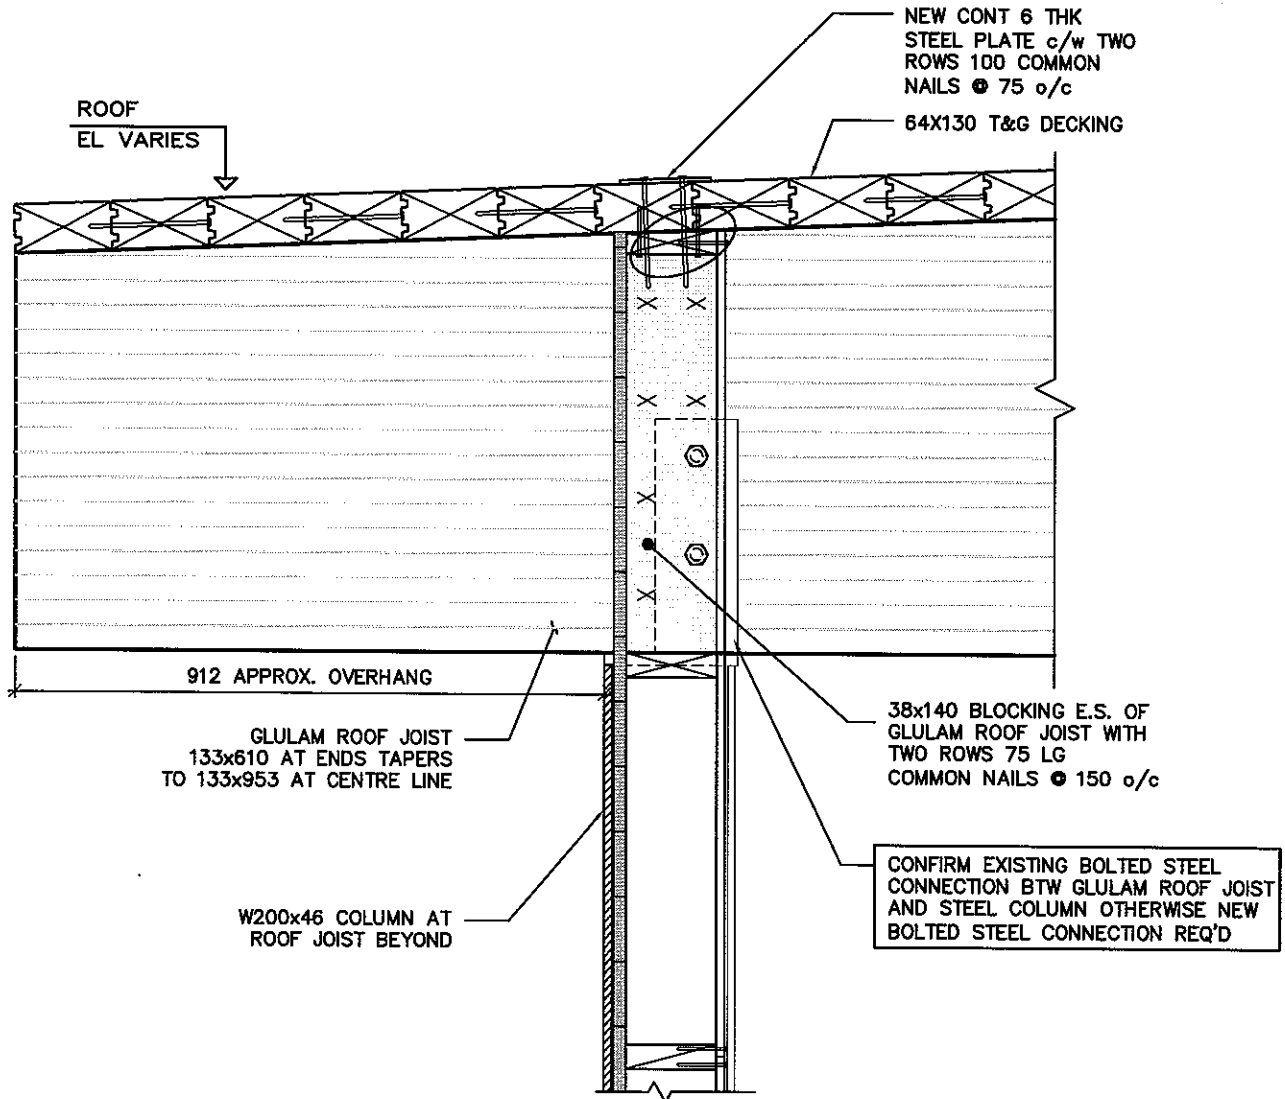 NEW CONT 6 THK
STEEL PLATE c/w TWO
ROWS 100 COMMON
NAILS @ 75 o/c
64X130 T&G DECKING
ROOF
EL VARIES
912 APPROX. OVERHANG
GLULAM ROOF JOIST
133x610 AT ENDS TAPERS
TO 133x953 AT CENTRE LINE
38x140 BLOCKING E.S. OF
GLULAM ROOF JOIST WITH
TWO ROWS 75 LG
COMMON NAILS @ 150 o/c
W200x46 COLUMN AT
ROOF JOIST BEYOND
CONFIRM EXISTING BOLTED STEEL
CONNECTION BTW GLULAM ROOF JOIST
AND STEEL COLUMN OTHERWISE NEW
BOLTED STEEL CONNECTION REQ'D